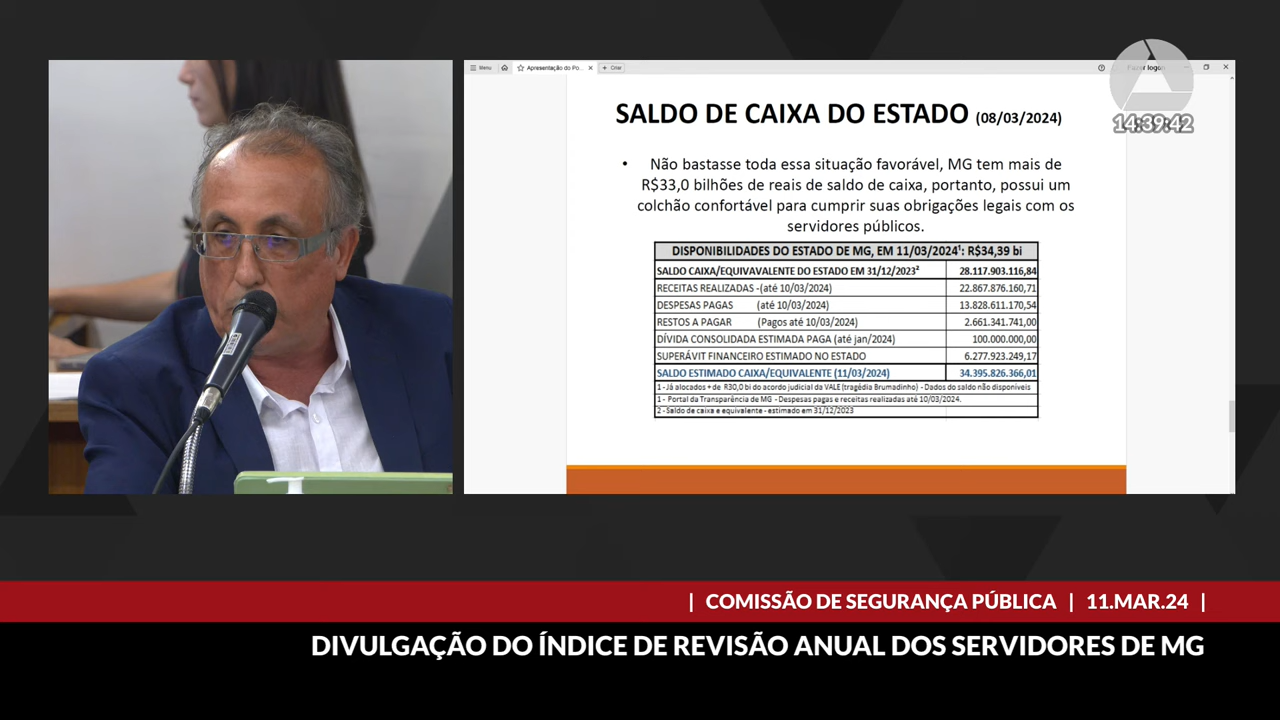 Menu
Apresentação do Po...
Criar
Fazer logon
14:39:42
SALDO DE CAIXA DO ESTADO (08/03/2024)
• Não bastasse toda essa situação favorável, MG tem mais de
R$33,0 bilhões de reais de saldo de caixa, portanto, possui um
colchão confortável para cumprir suas obrigações legais com os
servidores públicos.
DISPONIBILIDADES DO ESTADO DE MG, EM 11/03/2024¹: R$34,39 bi
SALDO CAIXA/EQUIVAVALENTE DO ESTADO EM 31/12/2023² 28.117.903.116,84
RECEITAS REALIZADAS -(até 10/03/2024) 22.867.876.160,71
DESPESAS PAGAS (até 10/03/2024) 13.828.611.170,54
RESTOS A PAGAR (Pagos até 10/03/2024) 2.661.341.741,00
DÍVIDA CONSOLIDADA ESTIMADA PAGA (até jan/2024) 100.000.000,00
SUPERÁVIT FINANCEIRO ESTIMADO NO ESTADO 6.277.923.249,17
SALDO ESTIMADO CAIXA/EQUIVALENTE (11/03/2024) 34.395.826.366,01
1 - Já alocados + de R30,0 bi do acordo judicial da VALE (tragédia Brumadinho) - Dados do saldo não disponíveis
1 - Portal da Transparência de MG - Despesas pagas e receitas realizadas até 10/03/2024.
2 - Saldo de caixa e equivalente - estimado em 31/12/2023
| COMISSÃO DE SEGURANÇA PÚBLICA | 11.MAR.24 |
DIVULGAÇÃO DO ÍNDICE DE REVISÃO ANUAL DOS SERVIDORES DE MG